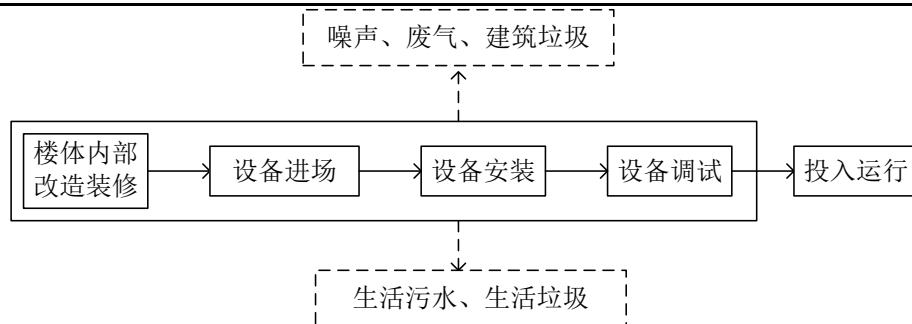 噪声、废气、建筑垃圾
楼体内部
改造装修
设备进场
设备安装
设备调试
投入运行
生活污水、生活垃圾